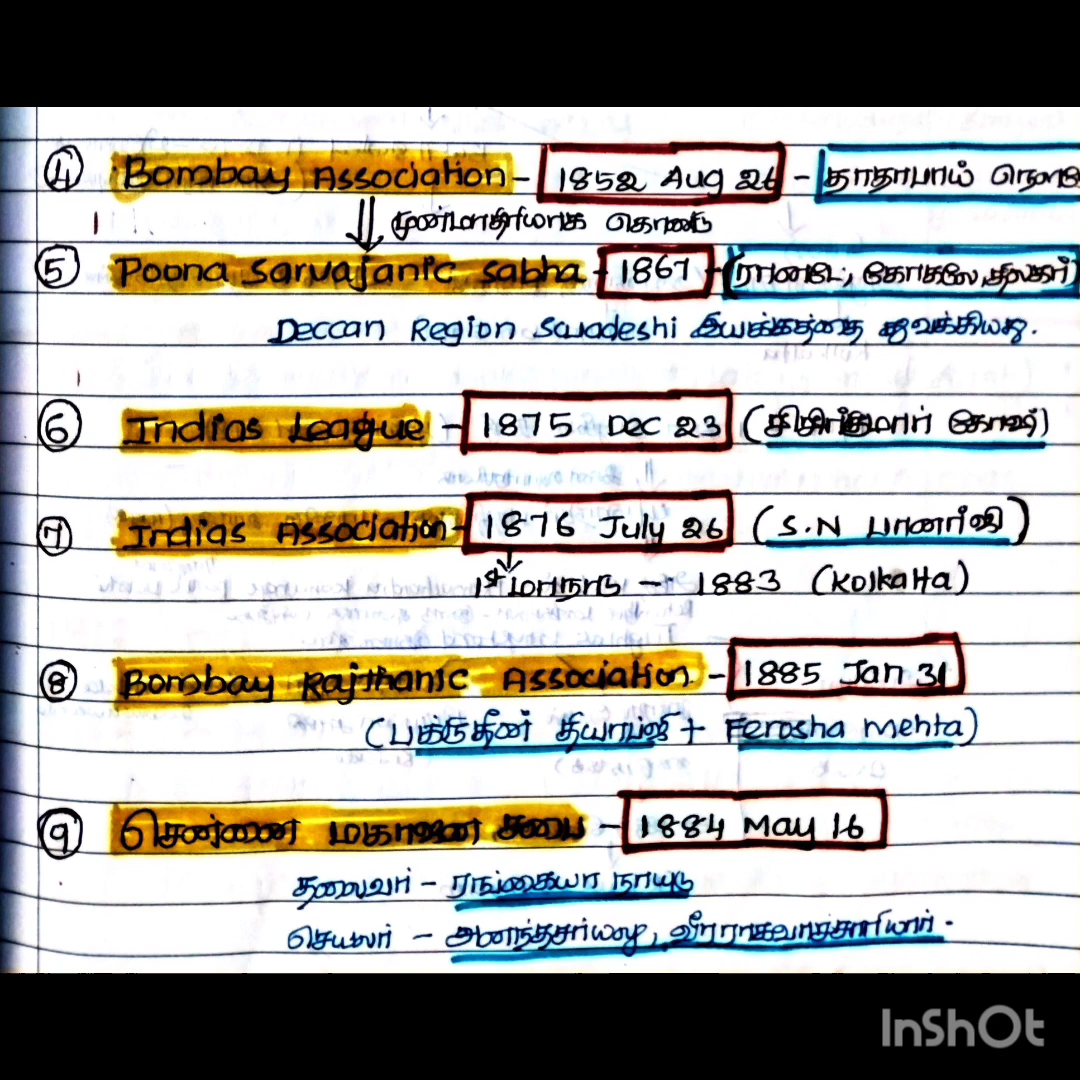 ④ Bombay Association - 1852 Aug 26 - தாதாபாய்
⇓ முன்மாதிரியாக கொண்டு
⑤ Poona Sarvajanic Sabha - 1867 - (ரானடே, கோகலே, திலகர்)
Deccan Region Swadeshi இயக்கத்தை துவக்கியது.
⑥ Indias League - 1875 Dec 23 (சிசிர்குமார் கோஷ்)
⑦ Indias Association - 1876 July 26 (S.N பானர்ஜி)
↓
1st மாநாடு - 1883 (Kolkatta)
⑧ Bombay Rajthanic Association - 1885 Jan 31
(பக்ருதீன் தியாப்ஜி + Ferosha Mehta)
⑨ சென்னை மகாஜன சபை - 1884 May 16
தலைவர் - ரங்கையா நாயுடு
செயலர் - ஆனந்தசார்யலு, வீரராகவாச்சாரியார்.
InShOt